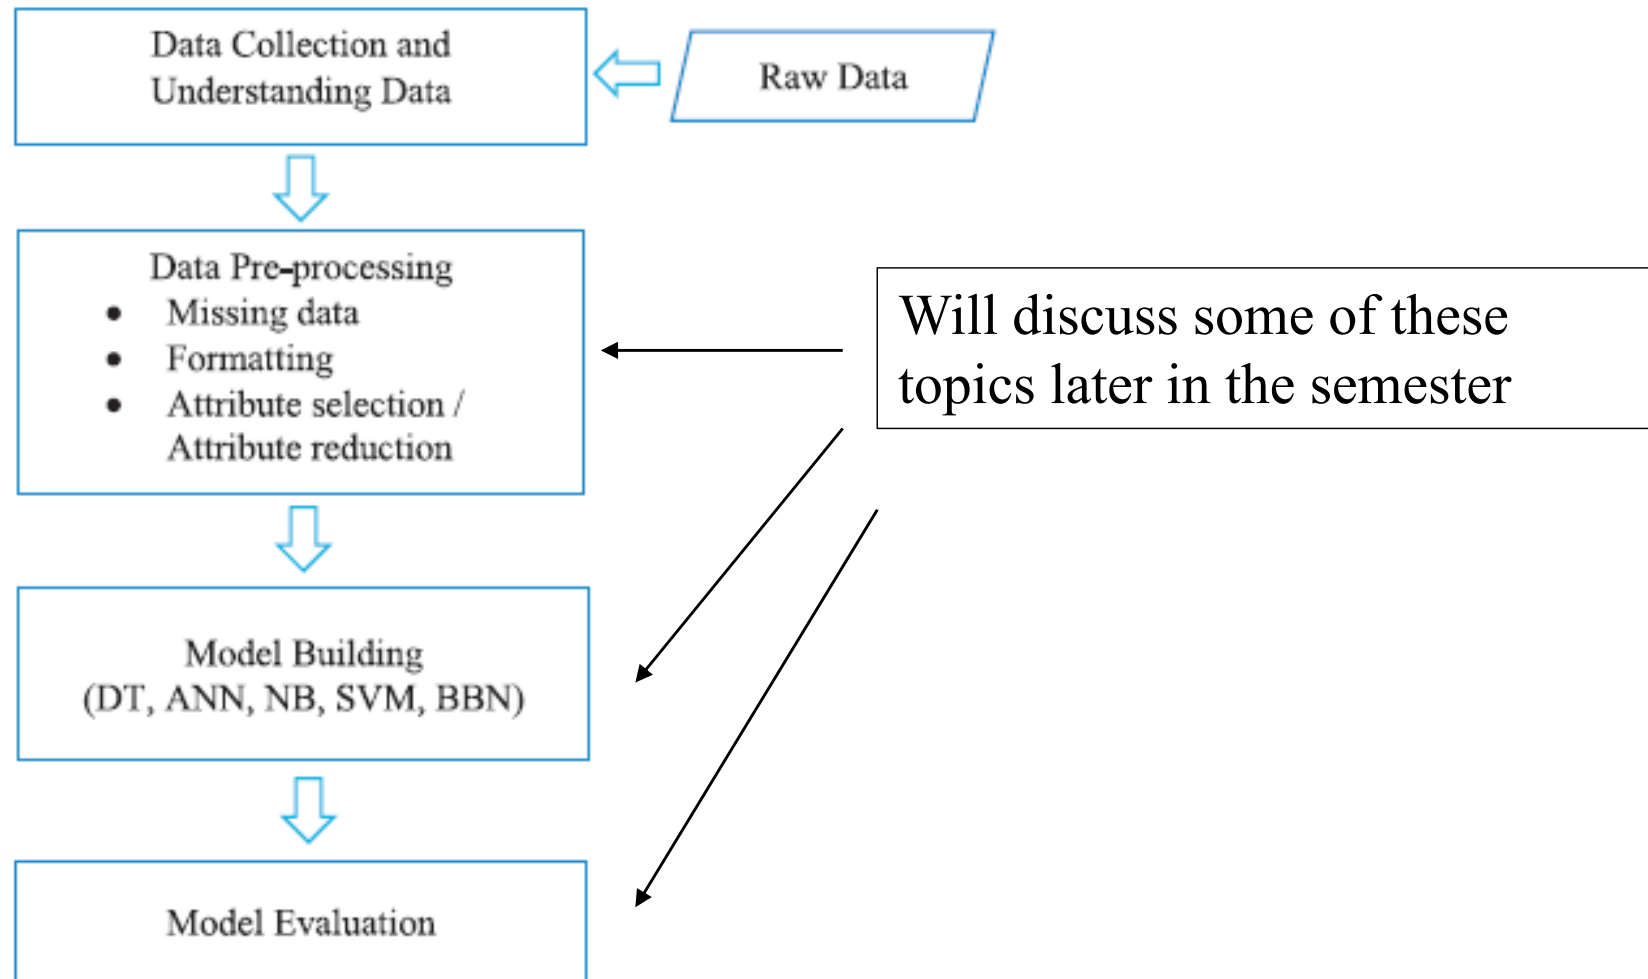 Data Collection and
Understanding Data
Raw Data
Data Pre-processing
• Missing data
• Formatting
• Attribute selection /
Attribute reduction
Will discuss some of these
topics later in the semester
Model Building
(DT, ANN, NB, SVM, BBN)
Model Evaluation